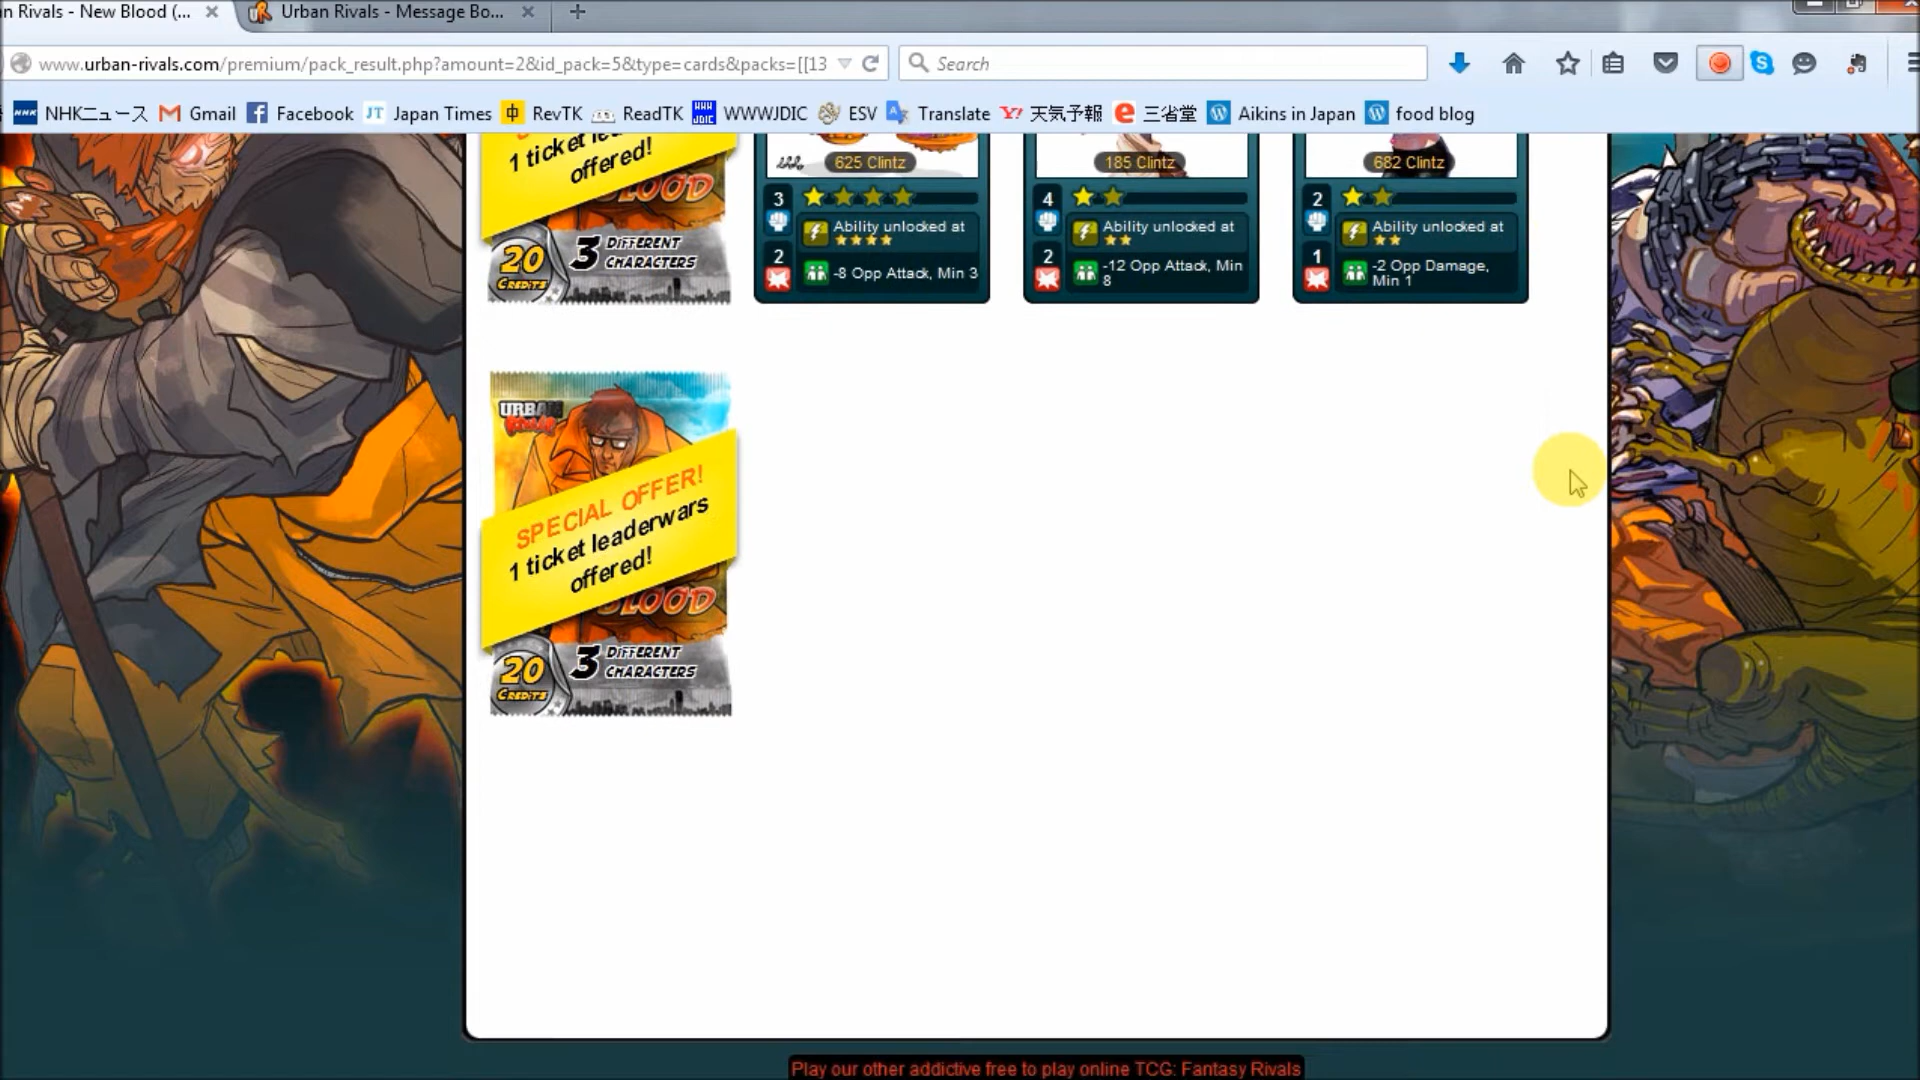 n Rivals - New Blood (...
Urban Rivals - Message Bo...
www.urban-rivals.com/premium/pack_result.php?amount=2&id_pack=5&type=cards&packs=[[13
Search
NHKニュース
Gmail
Facebook
JT Japan Times
中 RevTK
ReadTK
WWWJDIC
ESV
Translate
Y! 天気予報
e 三省堂
Aikins in Japan
food blog
1 ticket
offered!
BLOOD
20 CREDITS
3 DIFFERENT CHARACTERS
625 Clintz
3
2
Ability unlocked at
-8 Opp Attack, Min 3
185 Clintz
4
2
Ability unlocked at
-12 Opp Attack, Min
8
682 Clintz
2
1
Ability unlocked at
-2 Opp Damage,
Min 1
URBAN
RIVALS
SPECIAL OFFER!
1 ticket leaderwars
offered!
BLOOD
20 CREDITS
3 DIFFERENT CHARACTERS
Play our other addictive free to play online TCG: Fantasy Rivals